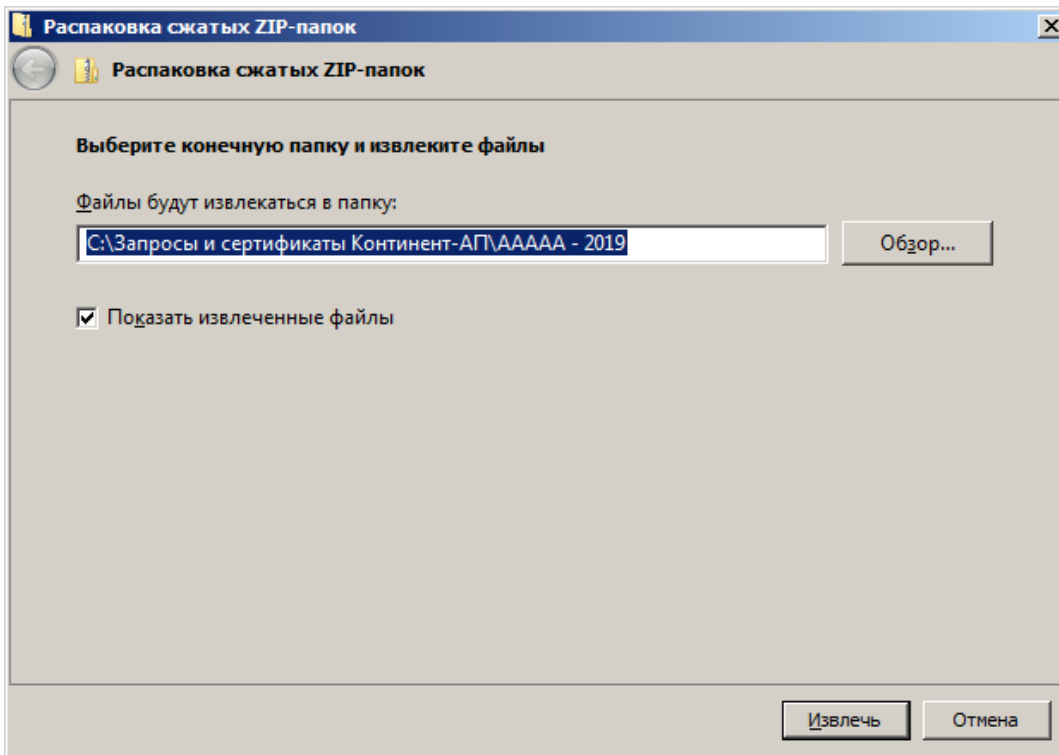 Распаковка сжатых ZIP-папок
Распаковка сжатых ZIP-папок
Выберите конечную папку и извлеките файлы
Файлы будут извлекаться в папку:
C:\Запросы и сертификаты Континент-АП\ААААА - 2019
Обзор...
Показать извлеченные файлы
Извлечь
Отмена